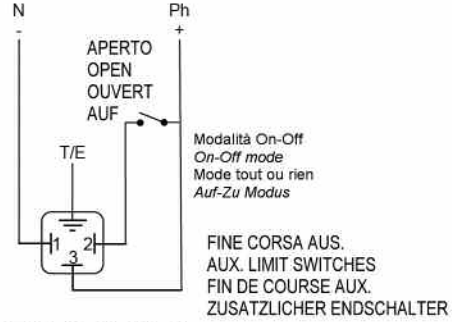 N
Ph
-
+
APERTO
OPEN
OUVERT
AUF
T/E
Modalità On-Off
On-Off mode
Mode tout ou rien
Auf-Zu Modus
1
2
3
FINE CORSA AUS.
AUX. LIMIT SWITCHES
FIN DE COURSE AUX.
ZUSATZLICHER ENDSCHALTER